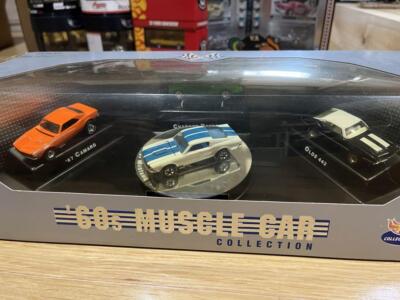 '67 CAMARO
OLDS 442
'60s MUSCLE CAR
COLLECTION